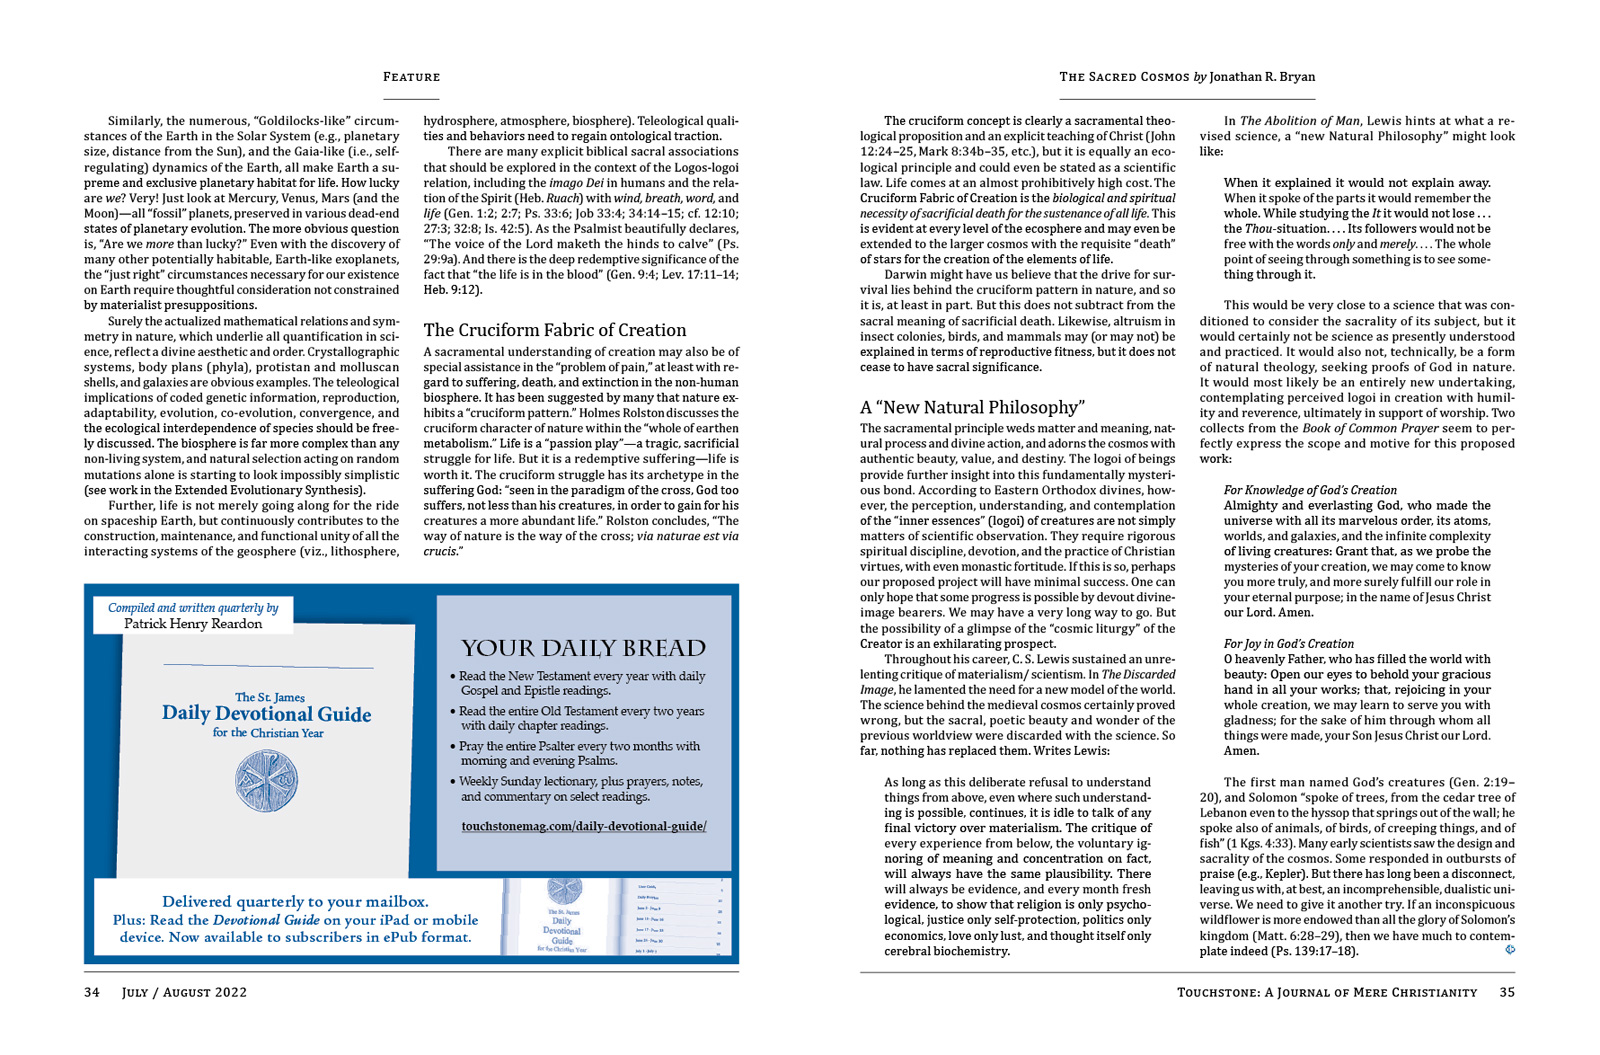 FEATURE
Similarly, the numerous, “Goldilocks-like” circum-
stances of the Earth in the Solar System (e.g., planetary
size, distance from the Sun), and the Gaia-like (i.e., self-
regulating) dynamics of the Earth, all make Earth a su-
preme and exclusive planetary habitat for life. How lucky
are we? Very! Just look at Mercury, Venus, Mars (and the
Moon)—all “fossil” planets, preserved in various dead-end
states of planetary evolution. The more obvious question
is, “Are we more than lucky?” Even with the discovery of
many other potentially habitable, Earth-like exoplanets,
the “just right” circumstances necessary for our existence
on Earth require thoughtful consideration not constrained
by materialist presuppositions.
Surely the actualized mathematical relations and sym-
metry in nature, which underlie all quantification in sci-
ence, reflect a divine aesthetic and order. Crystallographic
systems, body plans (phyla), protistan and molluscan
shells, and galaxies are obvious examples. The teleological
implications of coded genetic information, reproduction,
adaptability, evolution, co-evolution, convergence, and
the ecological interdependence of species should be free-
ly discussed. The biosphere is far more complex than any
non-living system, and natural selection acting on random
mutations alone is starting to look impossibly simplistic
(see work in the Extended Evolutionary Synthesis).
Further, life is not merely going along for the ride
on spaceship Earth, but continuously contributes to the
construction, maintenance, and functional unity of all the
interacting systems of the geosphere (viz., lithosphere,
hydrosphere, atmosphere, biosphere). Teleological quali-
ties and behaviors need to regain ontological traction.
There are many explicit biblical sacral associations
that should be explored in the context of the Logos-logoi
relation, including the imago Dei in humans and the rela-
tion of the Spirit (Heb. Ruach) with wind, breath, word, and
life (Gen. 1:2; 2:7; Ps. 33:6; Job 33:4; 34:14–15; cf. 12:10;
27:3; 32:8; Is. 42:5). As the Psalmist beautifully declares,
“The voice of the Lord maketh the hinds to calve” (Ps.
29:9a). And there is the deep redemptive significance of the
fact that “the life is in the blood” (Gen. 9:4; Lev. 17:11–14;
Heb. 9:12).
The Cruciform Fabric of Creation
A sacramental understanding of creation may also be of
special assistance in the “problem of pain,” at least with re-
gard to suffering, death, and extinction in the non-human
biosphere. It has been suggested by many that nature ex-
hibits a “cruciform pattern.” Holmes Rolston discusses the
cruciform character of nature within the “whole of earthen
metabolism.” Life is a “passion play”—a tragic, sacrificial
struggle for life. But it is a redemptive suffering—life is
worth it. The cruciform struggle has its archetype in the
suffering God: “seen in the paradigm of the cross, God too
suffers, not less than his creatures, in order to gain for his
creatures a more abundant life.” Rolston concludes, “The
way of nature is the way of the cross; via naturae est via
crucis.”
Compiled and written quarterly by
Patrick Henry Reardon
The St. James
Daily Devotional Guide
for the Christian Year
YOUR DAILY BREAD
• Read the New Testament every year with daily
Gospel and Epistle readings.
• Read the entire Old Testament every two years
with daily chapter readings.
• Pray the entire Psalter every two months with
morning and evening Psalms.
• Weekly Sunday lectionary, plus prayers, notes,
and commentary on select readings.
touchstonemag.com/daily-devotional-guide/
Delivered quarterly to your mailbox.
Plus: Read the Devotional Guide on your iPad or mobile
device. Now available to subscribers in ePub format.
The St. James
Daily
Devotional
Guide
for the Christian Year
34 JULY / AUGUST 2022
THE SACRED COSMOS by Jonathan R. Bryan
The cruciform concept is clearly a sacramental theo-
logical proposition and an explicit teaching of Christ (John
12:24–25, Mark 8:34b–35, etc.), but it is equally an eco-
logical principle and could even be stated as a scientific
law. Life comes at an almost prohibitively high cost. The
Cruciform Fabric of Creation is the biological and spiritual
necessity of sacrificial death for the sustenance of all life. This
is evident at every level of the ecosphere and may even be
extended to the larger cosmos with the requisite “death”
of stars for the creation of the elements of life.
Darwin might have us believe that the drive for sur-
vival lies behind the cruciform pattern in nature, and so
it is, at least in part. But this does not subtract from the
sacral meaning of sacrificial death. Likewise, altruism in
insect colonies, birds, and mammals may (or may not) be
explained in terms of reproductive fitness, but it does not
cease to have sacral significance.
A “New Natural Philosophy”
The sacramental principle weds matter and meaning, nat-
ural process and divine action, and adorns the cosmos with
authentic beauty, value, and destiny. The logoi of beings
provide further insight into this fundamentally mysteri-
ous bond. According to Eastern Orthodox divines, how-
ever, the perception, understanding, and contemplation
of the “inner essences” (logoi) of creatures are not simply
matters of scientific observation. They require rigorous
spiritual discipline, devotion, and the practice of Christian
virtues, with even monastic fortitude. If this is so, perhaps
our proposed project will have minimal success. One can
only hope that some progress is possible by devout divine-
image bearers. We may have a very long way to go. But
the possibility of a glimpse of the “cosmic liturgy” of the
Creator is an exhilarating prospect.
Throughout his career, C. S. Lewis sustained an unre-
lenting critique of materialism/ scientism. In The Discarded
Image, he lamented the need for a new model of the world.
The science behind the medieval cosmos certainly proved
wrong, but the sacral, poetic beauty and wonder of the
previous worldview were discarded with the science. So
far, nothing has replaced them. Writes Lewis:
As long as this deliberate refusal to understand
things from above, even where such understand-
ing is possible, continues, it is idle to talk of any
final victory over materialism. The critique of
every experience from below, the voluntary ig-
noring of meaning and concentration on fact,
will always have the same plausibility. There
will always be evidence, and every month fresh
evidence, to show that religion is only psycho-
logical, justice only self-protection, politics only
economics, love only lust, and thought itself only
cerebral biochemistry.
In The Abolition of Man, Lewis hints at what a re-
vised science, a “new Natural Philosophy” might look
like:
When it explained it would not explain away.
When it spoke of the parts it would remember the
whole. While studying the It it would not lose . . .
the Thou-situation. . . . Its followers would not be
free with the words only and merely. . . . The whole
point of seeing through something is to see some-
thing through it.
This would be very close to a science that was con-
ditioned to consider the sacrality of its subject, but it
would certainly not be science as presently understood
and practiced. It would also not, technically, be a form
of natural theology, seeking proofs of God in nature.
It would most likely be an entirely new undertaking,
contemplating perceived logoi in creation with humil-
ity and reverence, ultimately in support of worship. Two
collects from the Book of Common Prayer seem to per-
fectly express the scope and motive for this proposed
work:
For Knowledge of God’s Creation
Almighty and everlasting God, who made the
universe with all its marvelous order, its atoms,
worlds, and galaxies, and the infinite complexity
of living creatures: Grant that, as we probe the
mysteries of your creation, we may come to know
you more truly, and more surely fulfill our role in
your eternal purpose; in the name of Jesus Christ
our Lord. Amen.
For Joy in God’s Creation
O heavenly Father, who has filled the world with
beauty: Open our eyes to behold your gracious
hand in all your works; that, rejoicing in your
whole creation, we may learn to serve you with
gladness; for the sake of him through whom all
things were made, your Son Jesus Christ our Lord.
Amen.
The first man named God’s creatures (Gen. 2:19–
20), and Solomon “spoke of trees, from the cedar tree of
Lebanon even to the hyssop that springs out of the wall; he
spoke also of animals, of birds, of creeping things, and of
fish” (1 Kgs. 4:33). Many early scientists saw the design and
sacrality of the cosmos. Some responded in outbursts of
praise (e.g., Kepler). But there has long been a disconnect,
leaving us with, at best, an incomprehensible, dualistic uni-
verse. We need to give it another try. If an inconspicuous
wildflower is more endowed than all the glory of Solomon’s
kingdom (Matt. 6:28–29), then we have much to contem-
plate indeed (Ps. 139:17–18).
TOUCHSTONE: A JOURNAL OF MERE CHRISTIANITY 35